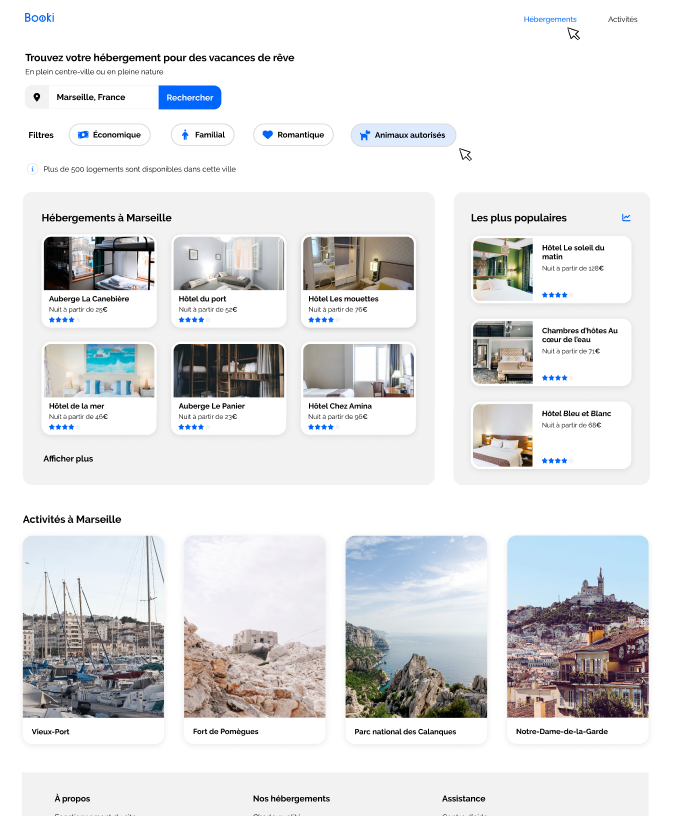 Booki
Hébergements
Activités
Trouvez votre hébergement pour des vacances de rêve
En plein centre-ville ou en pleine nature
Marseille, France
Rechercher
Filtres
Économique
Familial
Romantique
Animaux autorisés
Plus de 500 logements sont disponibles dans cette ville
Hébergements à Marseille
Auberge La Canebière
Nuit à partir de 25€
Hôtel du port
Nuit à partir de 52€
Hôtel Les mouettes
Nuit à partir de 76€
Hôtel de la mer
Nuit à partir de 46€
Auberge Le Panier
Nuit à partir de 23€
Hôtel Chez Amina
Nuit à partir de 96€
Afficher plus
Les plus populaires
Hôtel Le soleil du
matin
Nuit à partir de 128€
Chambres d'hôtes Au
cœur de l'eau
Nuit à partir de 71€
Hôtel Bleu et Blanc
Nuit à partir de 68€
Activités à Marseille
Vieux-Port
Fort de Pomègues
Parc national des Calanques
Notre-Dame-de-la-Garde
À propos
Nos hébergements
Assistance